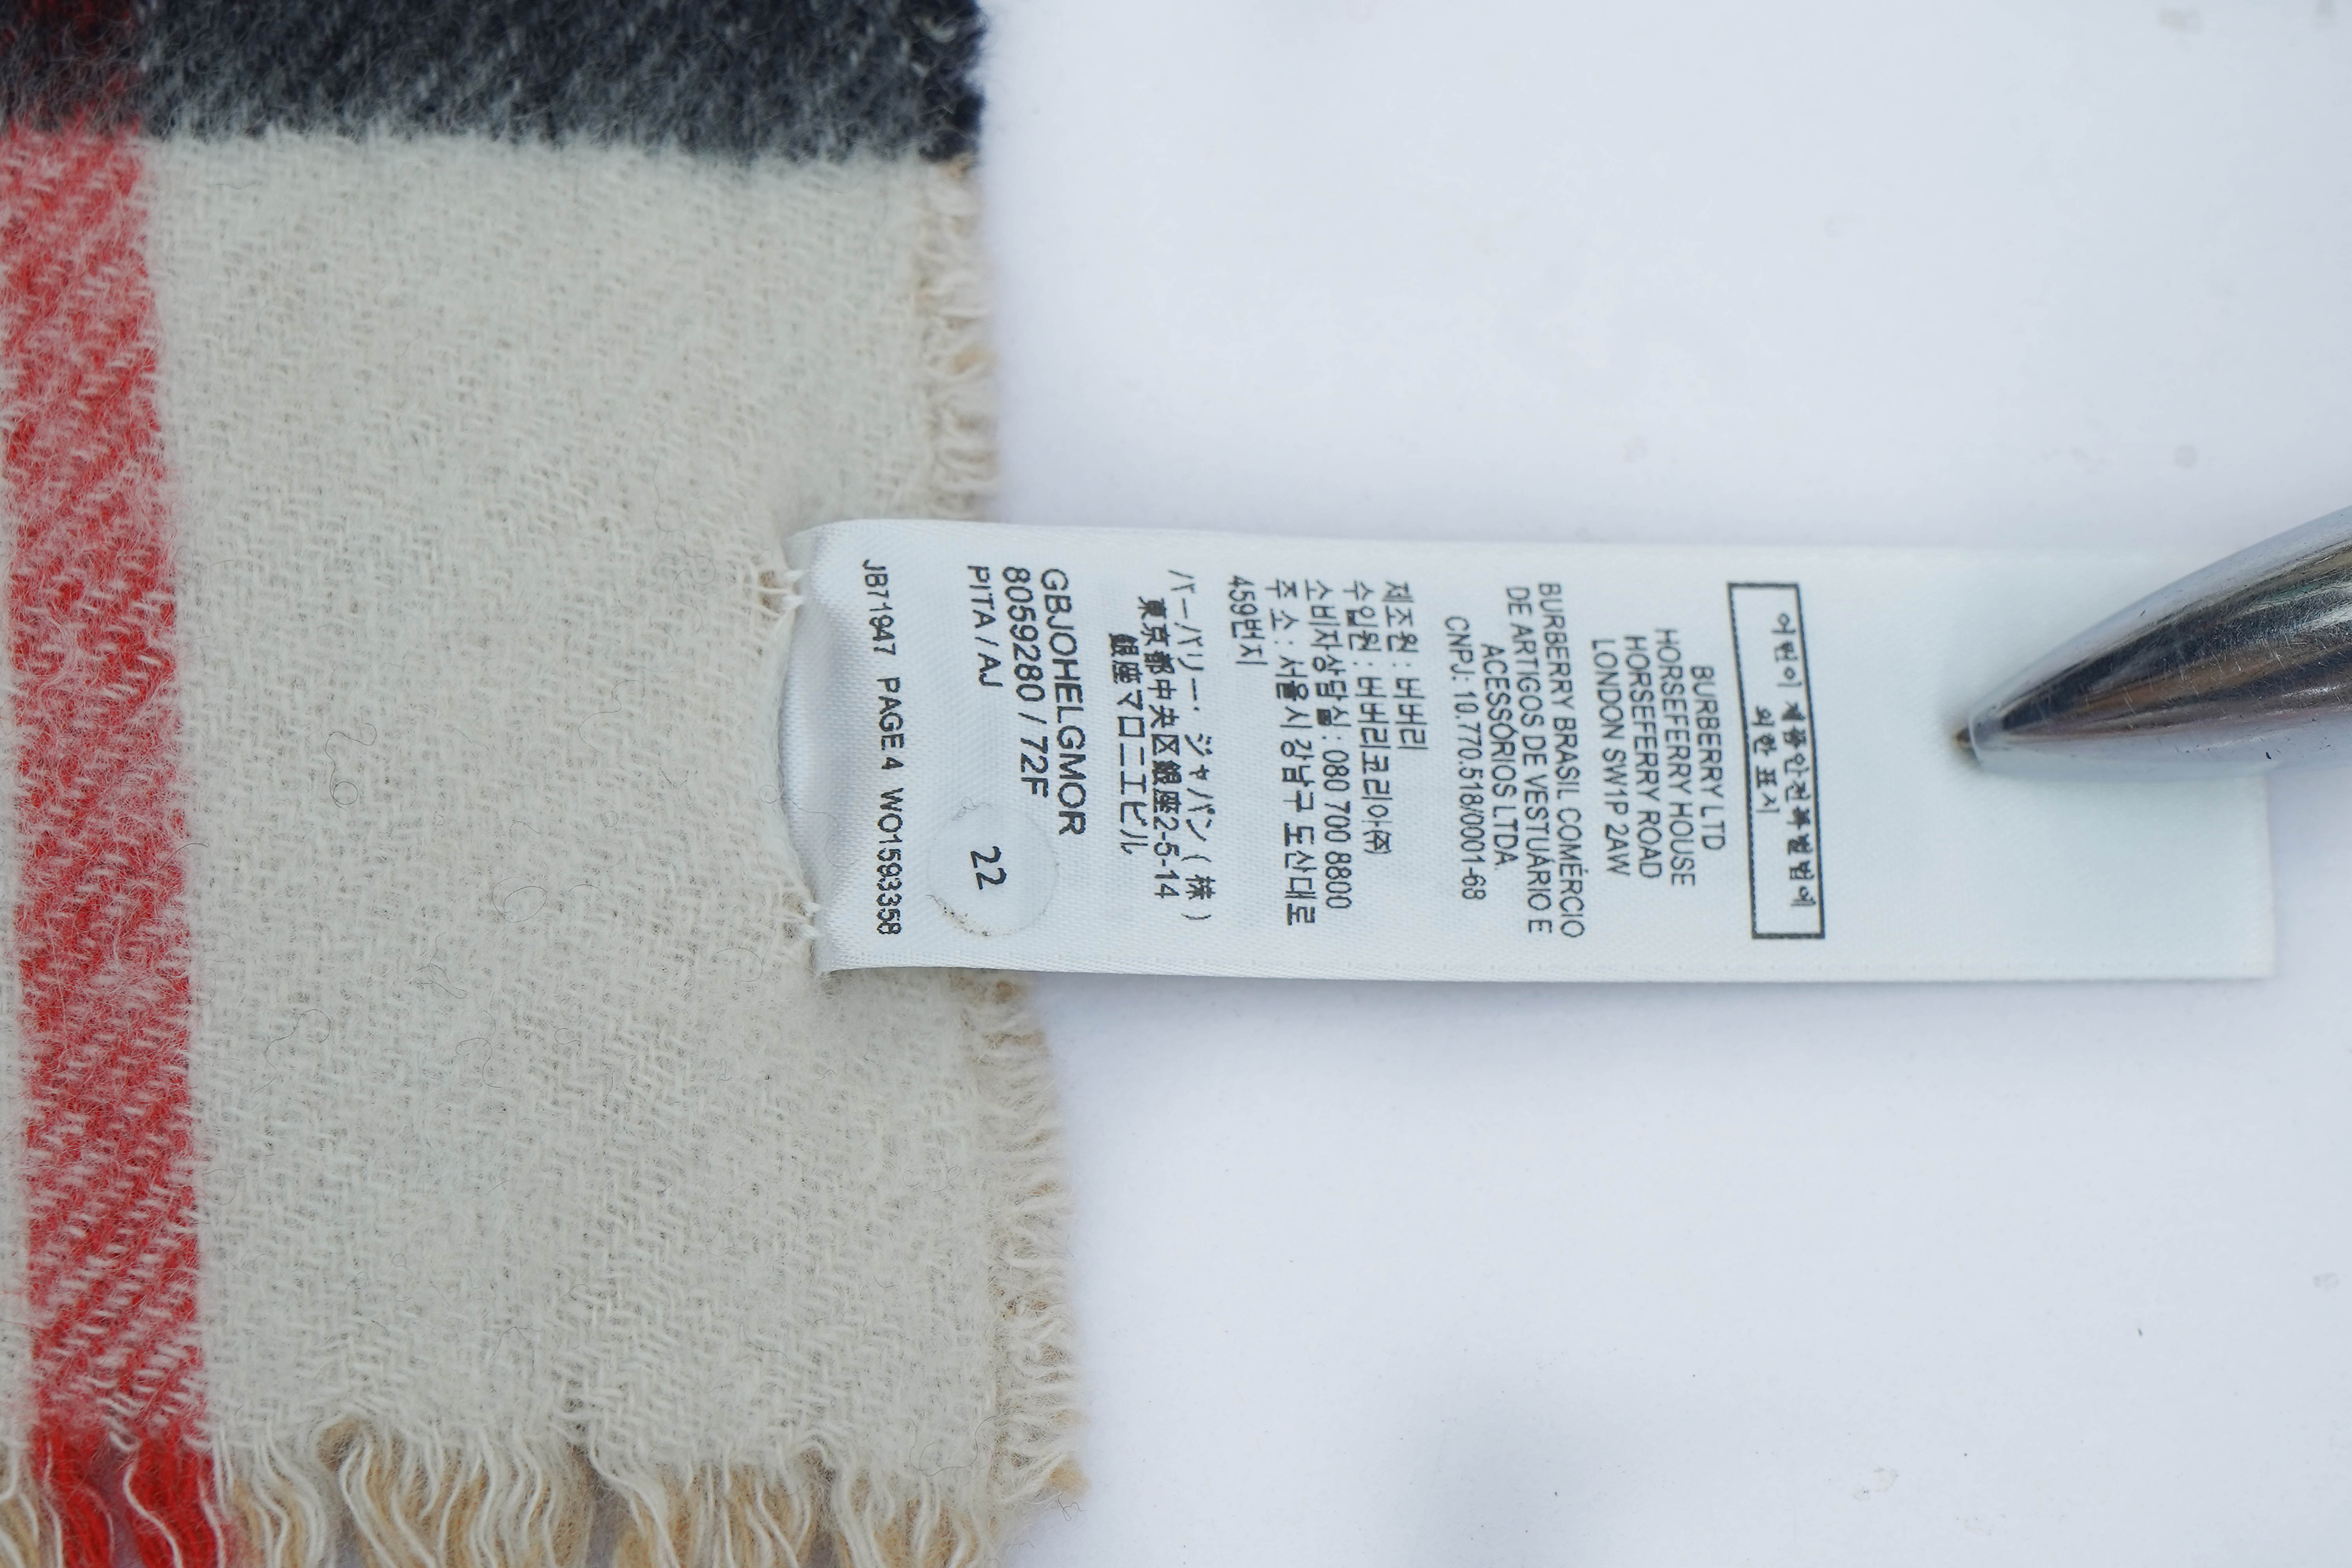 어린이 제품안전특별법에
의한 표시
BURBERRY LTD
HORSEFERRY HOUSE
HORSEFERRY ROAD
LONDON SW1P 2AW
BURBERRY BRASIL COMÉRCIO
DE ARTIGOS DE VESTUÁRIO E
ACESSÓRIOS LTDA.
CNPJ: 10.770.518/0001-68
제조원 : 버버리
수입원 : 버버리코리아(주)
소비자상담실 : 080 700 8800
주 소 : 서울시 강남구 도산대로
459번지
バーバリー・ジャパン(株)
東京都中央区銀座2-5-14
銀座マロニエビル
GBJOHELGMOR
8059280 / 72F
PITA / AJ
22
JB71947 PAGE 4 WO1593358